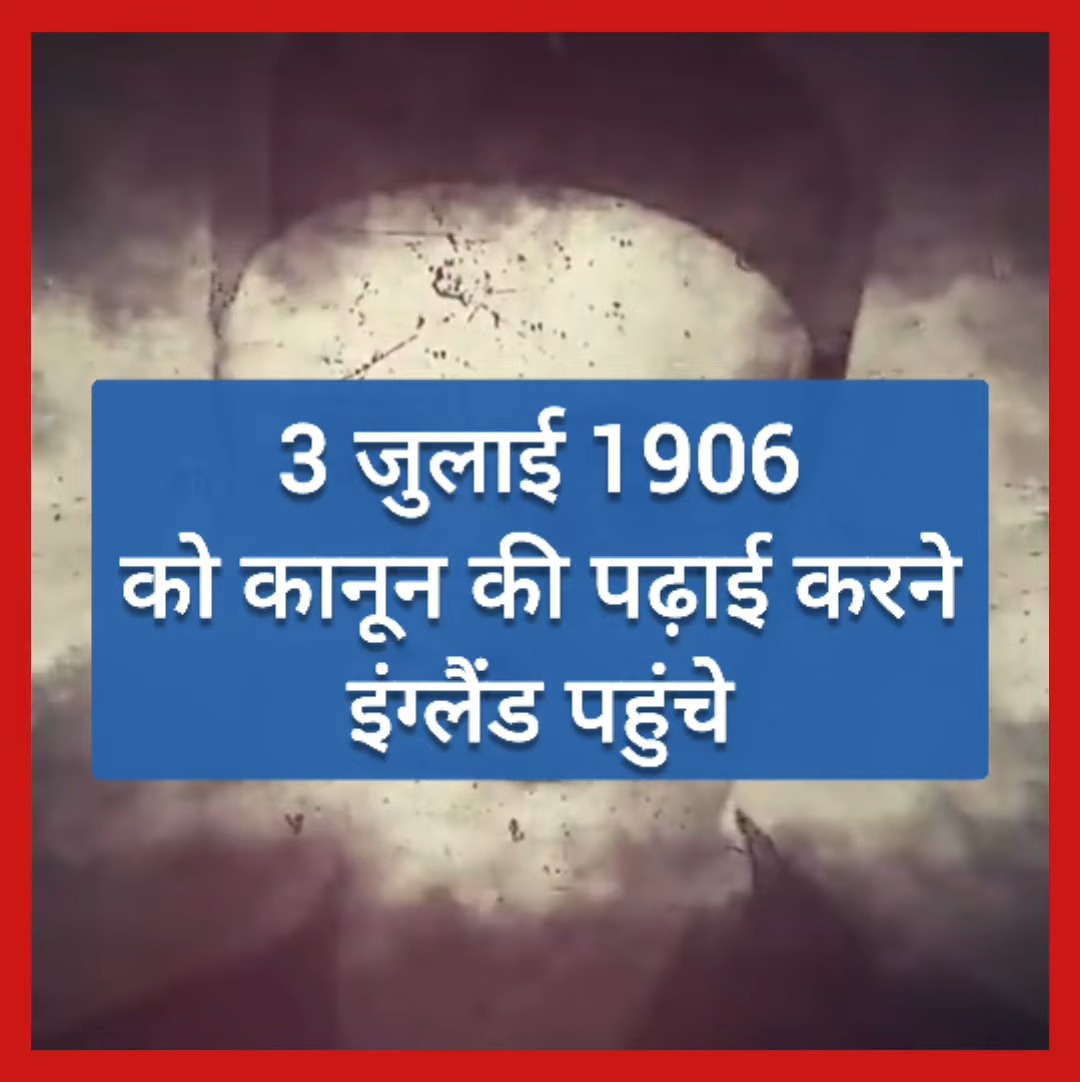 3 जुलाई 1906
को कानून की पढ़ाई करने
इंग्लैंड पहुंचे